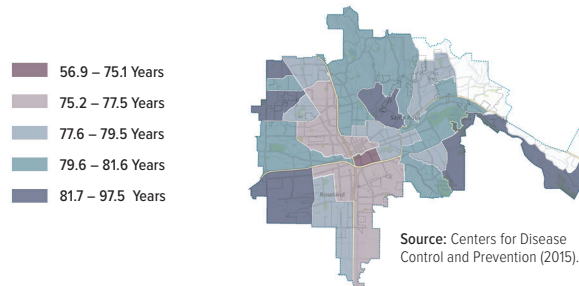 56.9 – 75.1 Years
75.2 – 77.5 Years
77.6 – 79.5 Years
79.6 – 81.6 Years
81.7 – 97.5 Years
Roseland
Source: Centers for Disease
Control and Prevention (2015).